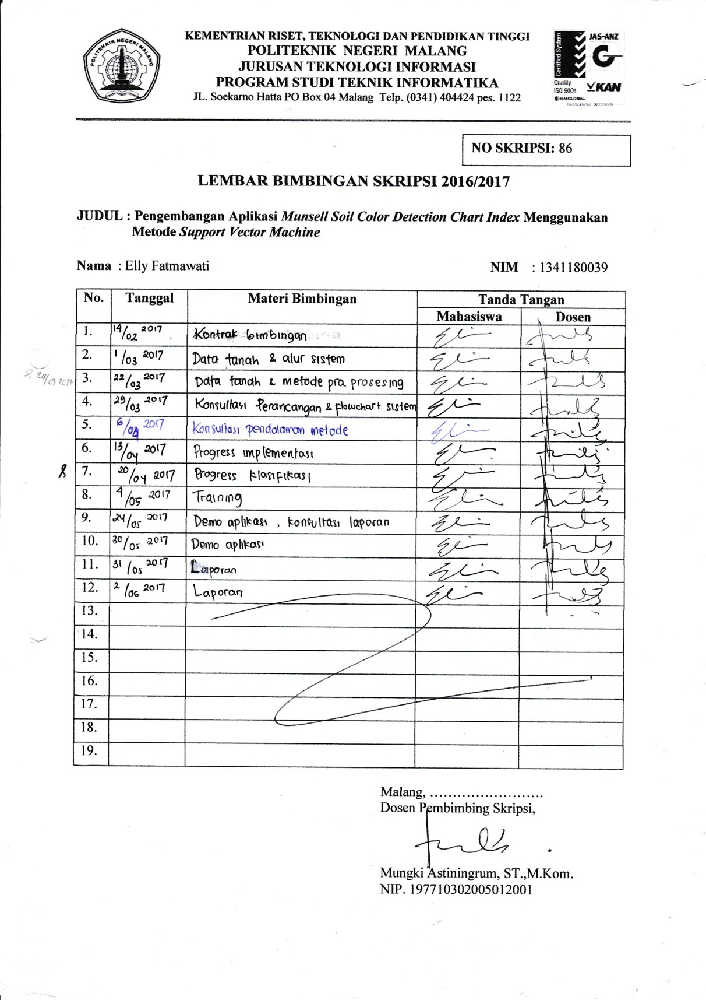 POLITEKNIK NEGERI MALANG
KEMENTRIAN RISET, TEKNOLOGI DAN PENDIDIKAN TINGGI
POLITEKNIK NEGERI MALANG
JURUSAN TEKNOLOGI INFORMASI
PROGRAM STUDI TEKNIK INFORMATIKA
JL. Soekarno Hatta PO Box 04 Malang Telp. (0341) 404424 pes. 1122
Certified System
JAS-ANZ
Quality
ISO 9001
KAN
SAI GLOBAL
NO SKRIPSI: 86
LEMBAR BIMBINGAN SKRIPSI 2016/2017
JUDUL : Pengembangan Aplikasi Munsell Soil Color Detection Chart Index Menggunakan
Metode Support Vector Machine
Nama : Elly Fatmawati NIM : 1341180039
No. Tanggal Materi Bimbingan Tanda Tangan
Mahasiswa Dosen
1. 14/02 2017 Kontrak bimbingan
2. 1/03 2017 Data tanah & alur sistem
3. 22/03 2017 Data tanah & metode pra prosesing
4. 29/03 2017 Konsultasi Perancangan & flowchart sistem
5. 6/04 2017 Konsultasi pendalaman metode
6. 13/04 2017 Progress implementasi
7. 20/04 2017 Progress klasifikasi
8. 4/05 2017 Training
9. 24/05 2017 Demo aplikasi , konsultasi laporan
10. 30/05 2017 Demo aplikasi
11. 31/05 2017 Laporan
12. 2/06 2017 Laporan
13.
14.
15.
16.
17.
18.
19.
Malang, ..........................
Dosen Pembimbing Skripsi,
Mungki Astiningrum, ST.,M.Kom.
NIP. 197710302005012001